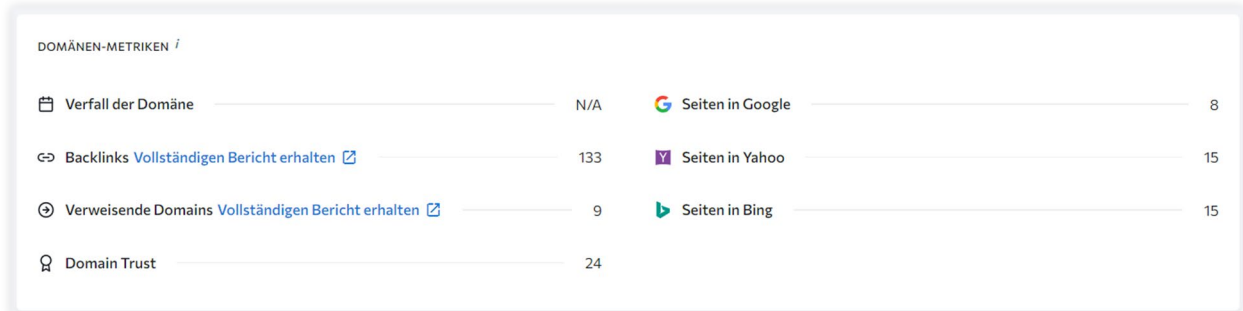 DOMÄNEN-METRIKEN i
Verfall der Domäne N/A
Backlinks Vollständigen Bericht erhalten 133
Verweisende Domains Vollständigen Bericht erhalten 9
Domain Trust 24
Seiten in Google 8
Seiten in Yahoo 15
Seiten in Bing 15